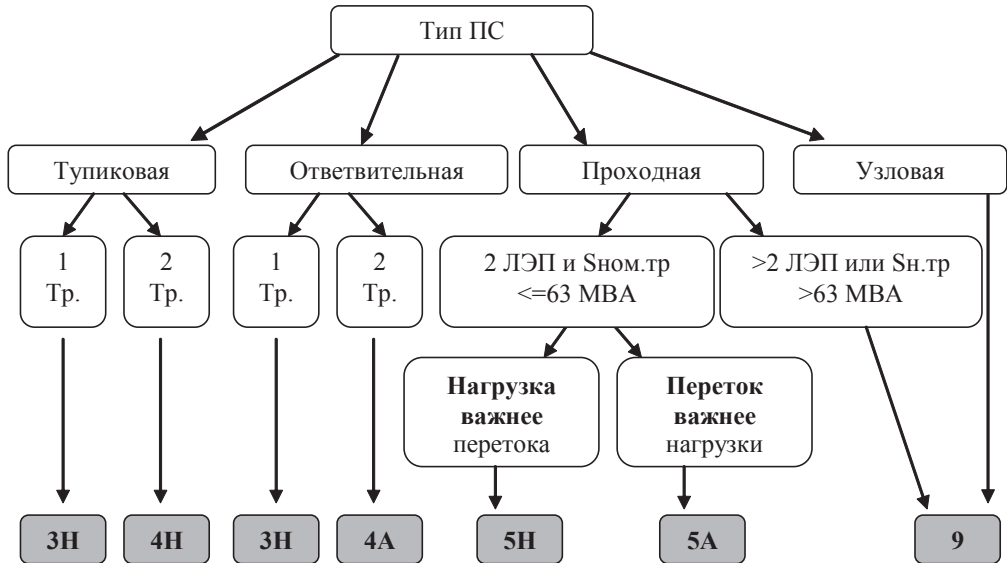 Тип ПС
Тупиковая
Ответвительная
Проходная
Узловая
1
Тр.
2
Тр.
1
Тр.
2
Тр.
2 ЛЭП и Sном.тр
<=63 МВА
>2 ЛЭП или Sн.тр
>63 МВА
Нагрузка
важнее
перетока
Переток
важнее
нагрузки
3Н
4Н
3Н
4А
5Н
5А
9